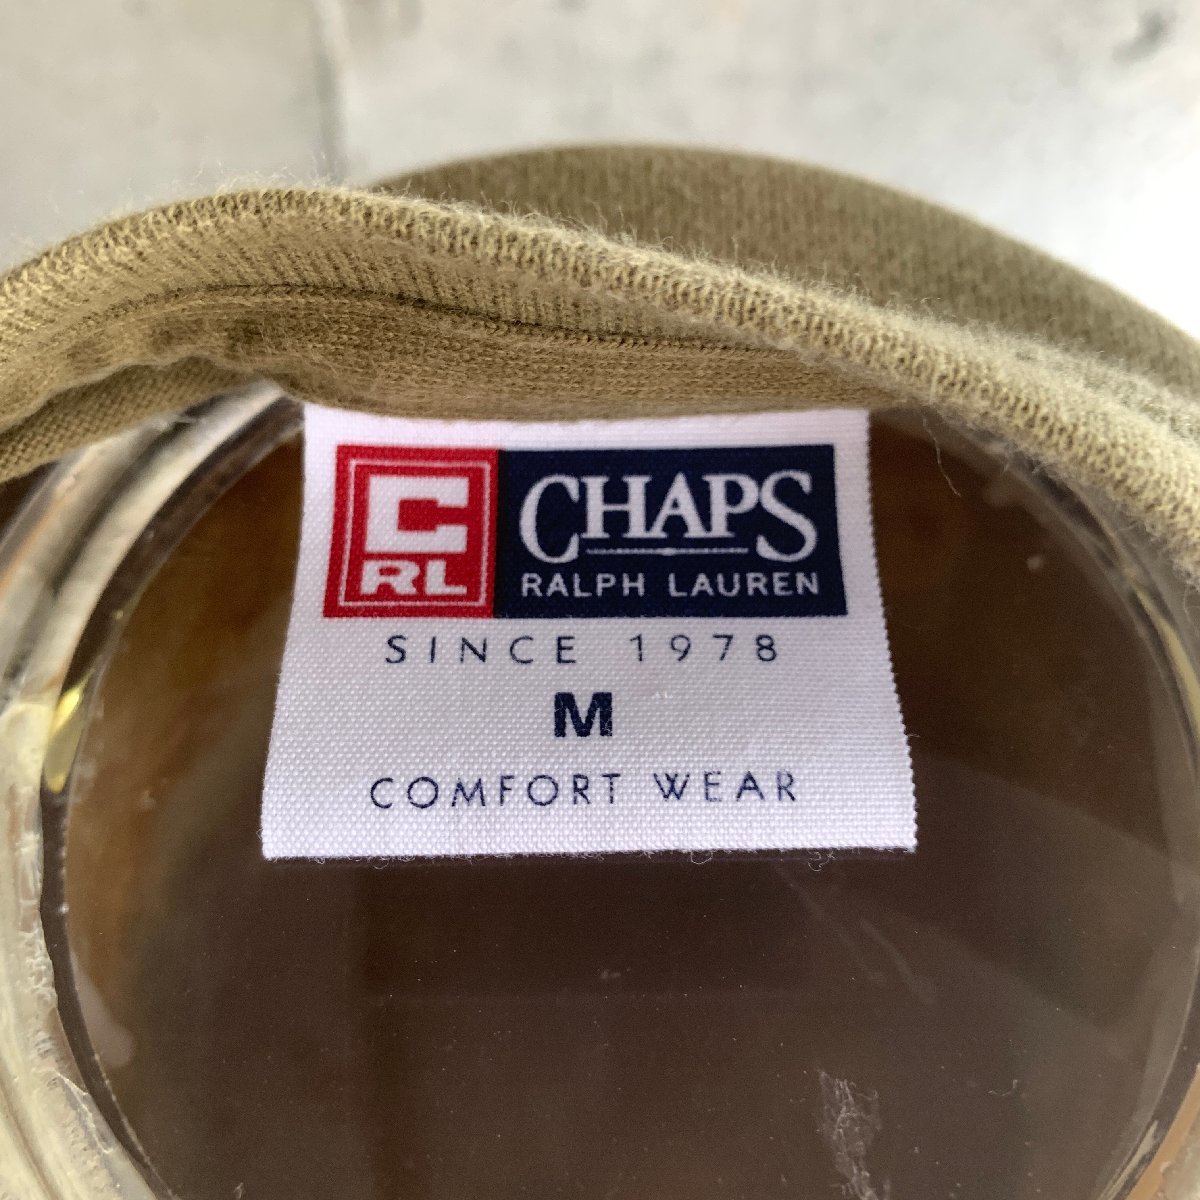 C
RL
CHAPS
RALPH LAUREN
SINCE 1978
M
COMFORT WEAR